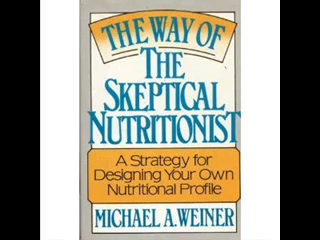 THE WAY OF
THE
SKEPTICAL
NUTRITIONIST
A Strategy for
Designing Your Own
Nutritional Profile
MICHAEL A. WEINER